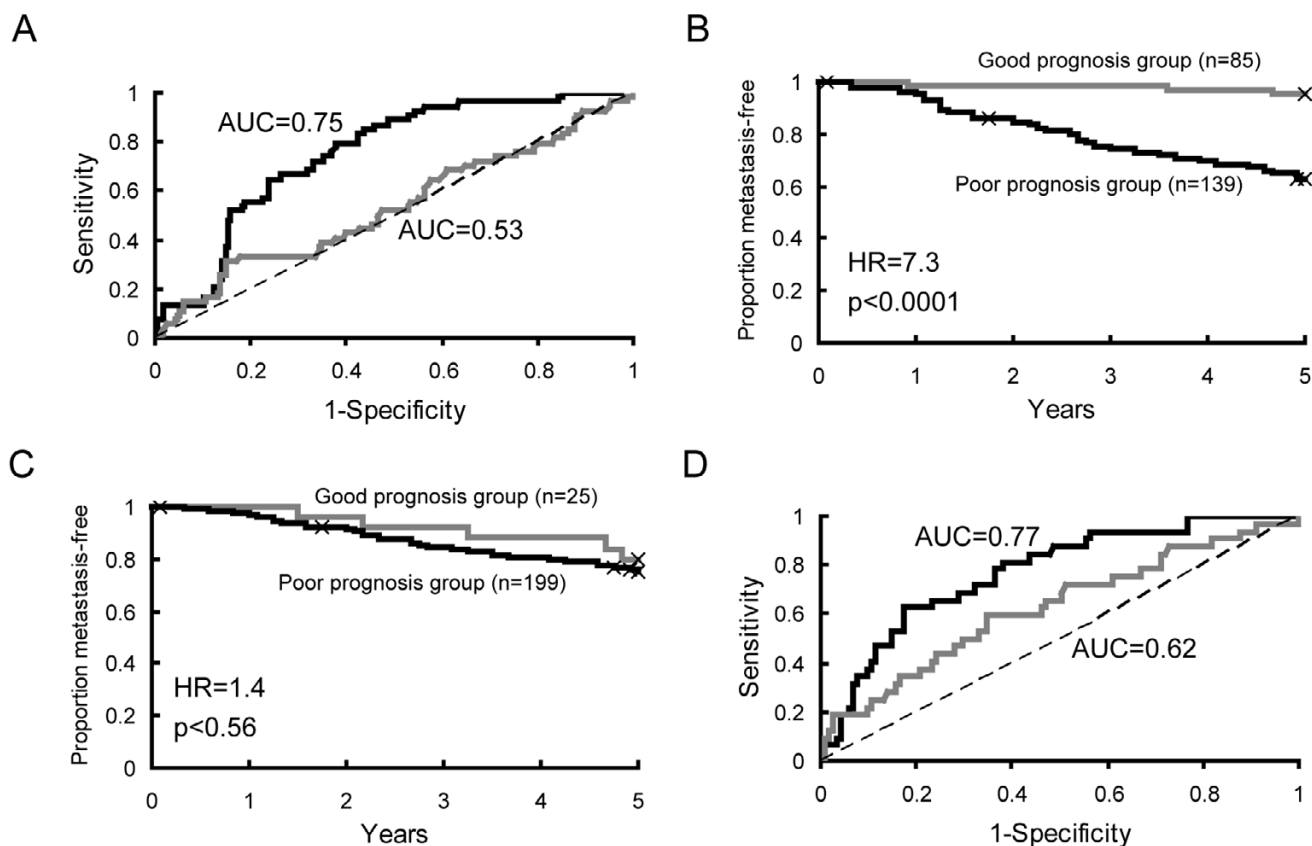 A
Sensitivity
1
0.8
0.6
0.4
0.2
0
AUC=0.75
AUC=0.53
0 0.2 0.4 0.6 0.8 1
1-Specificity
B
Proportion metastasis-free
1
0.8
0.6
0.4
0.2
0
Good prognosis group (n=85)
Poor prognosis group (n=139)
HR=7.3
p<0.0001
0 1 2 3 4 5
Years
C
Proportion metastasis-free
1
0.8
0.6
0.4
0.2
0
Good prognosis group (n=25)
Poor prognosis group (n=199)
HR=1.4
p<0.56
0 1 2 3 4 5
Years
D
Sensitivity
1
0.8
0.6
0.4
0.2
0
AUC=0.77
AUC=0.62
0 0.2 0.4 0.6 0.8 1
1-Specificity